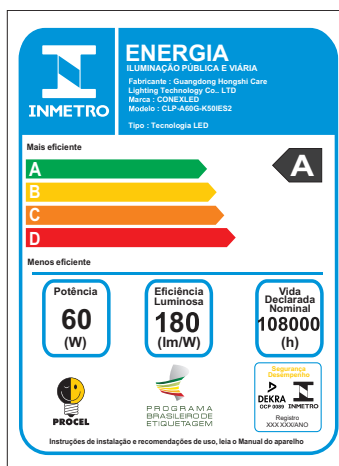 INMETRO
ENERGIA
ILUMINAÇÃO PÚBLICA E VIÁRIA
Fabricante : Guangdong Hongshi Care
Lighting Technology Co.. LTD
Marca : CONEXLED
Modelo : CLP-A60G-K50IES2
Tipo : Tecnologia LED
Mais eficiente
A
B
C
D
A
Menos eficiente
Potência
60
(W)
Eficiência
Luminosa
180
(lm/W)
Vida
Declarada
Nominal
108000
(h)
PROCEL
PROGRAMA
BRASILEIRO DE
ETIQUETAGEM
Segurança
Desempenho
DEKRA
OCP 0089
INMETRO
Registro
XXX XXX/ANO
Instruções de instalação e recomendações de uso, leia o Manual do aparelho